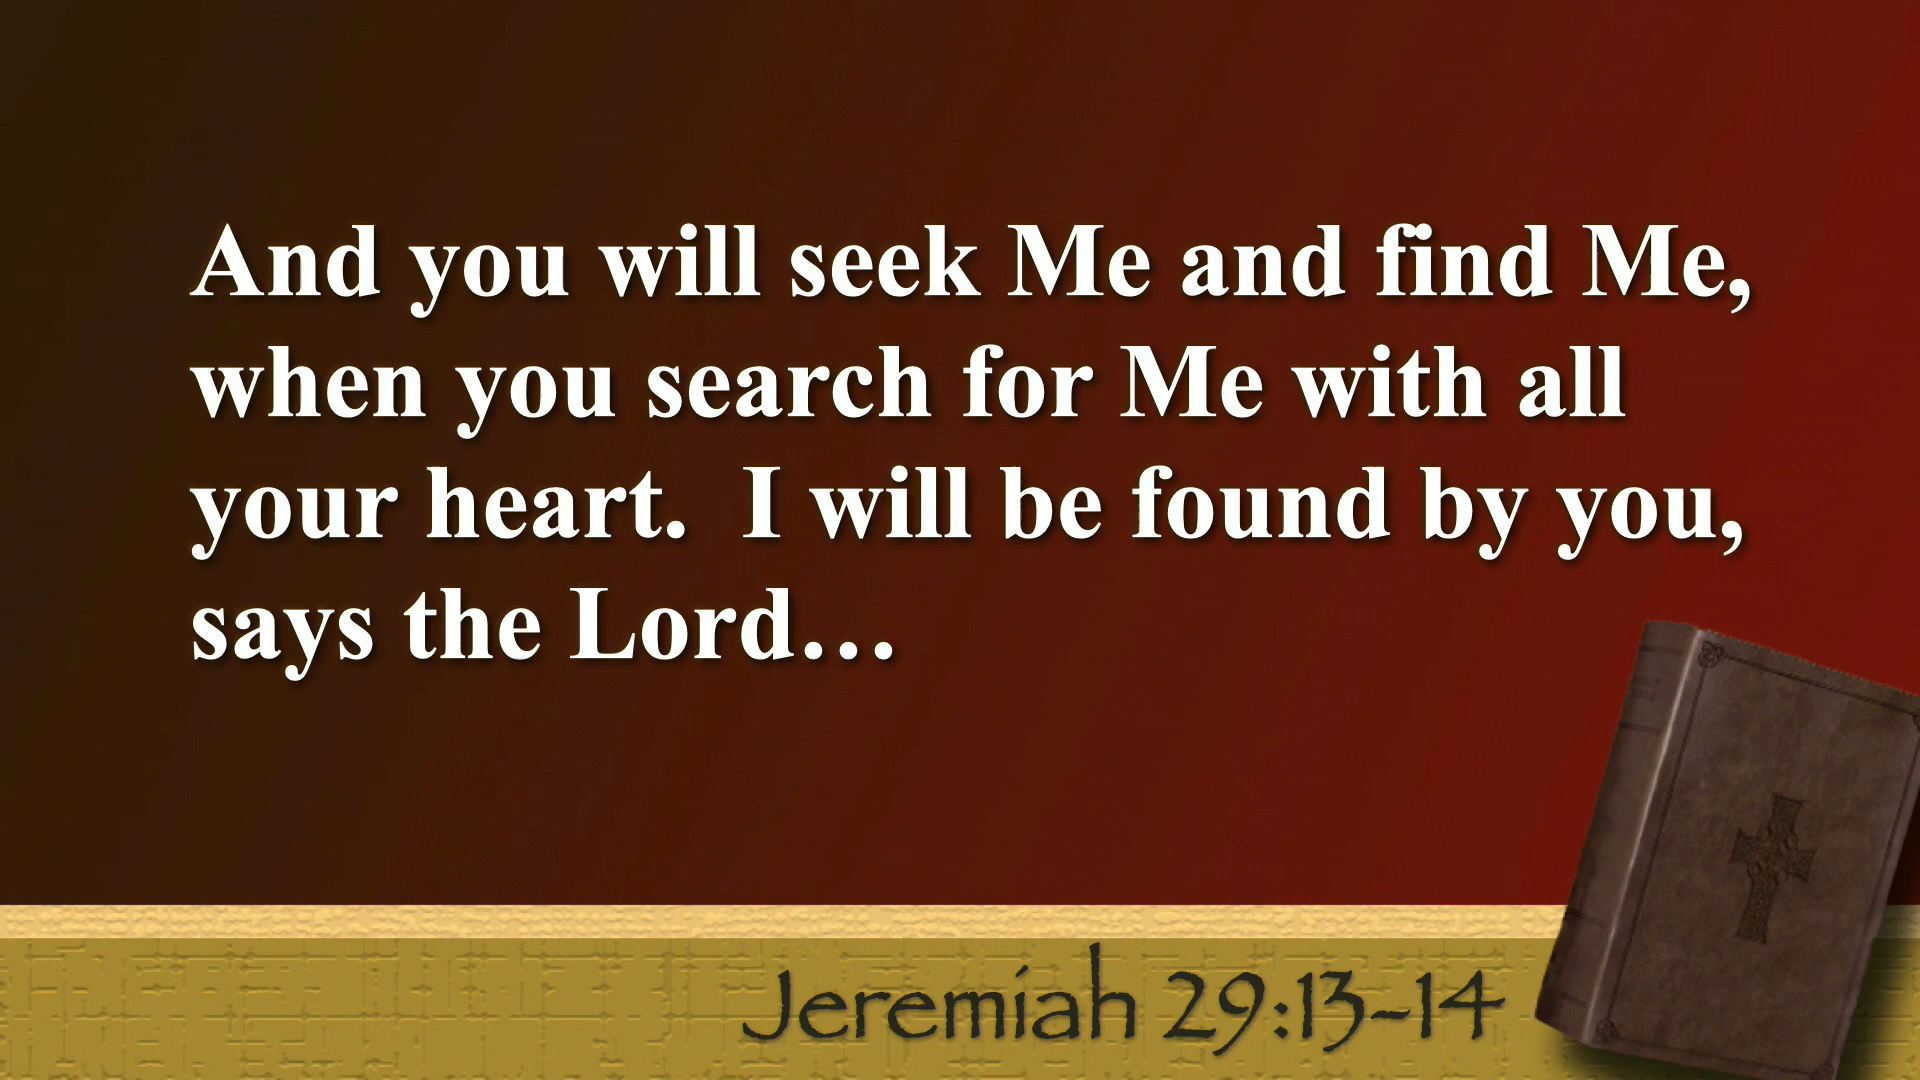 And you will seek Me and find Me,
when you search for Me with all
your heart.  I will be found by you,
says the Lord…
Jeremiah 29:13-14